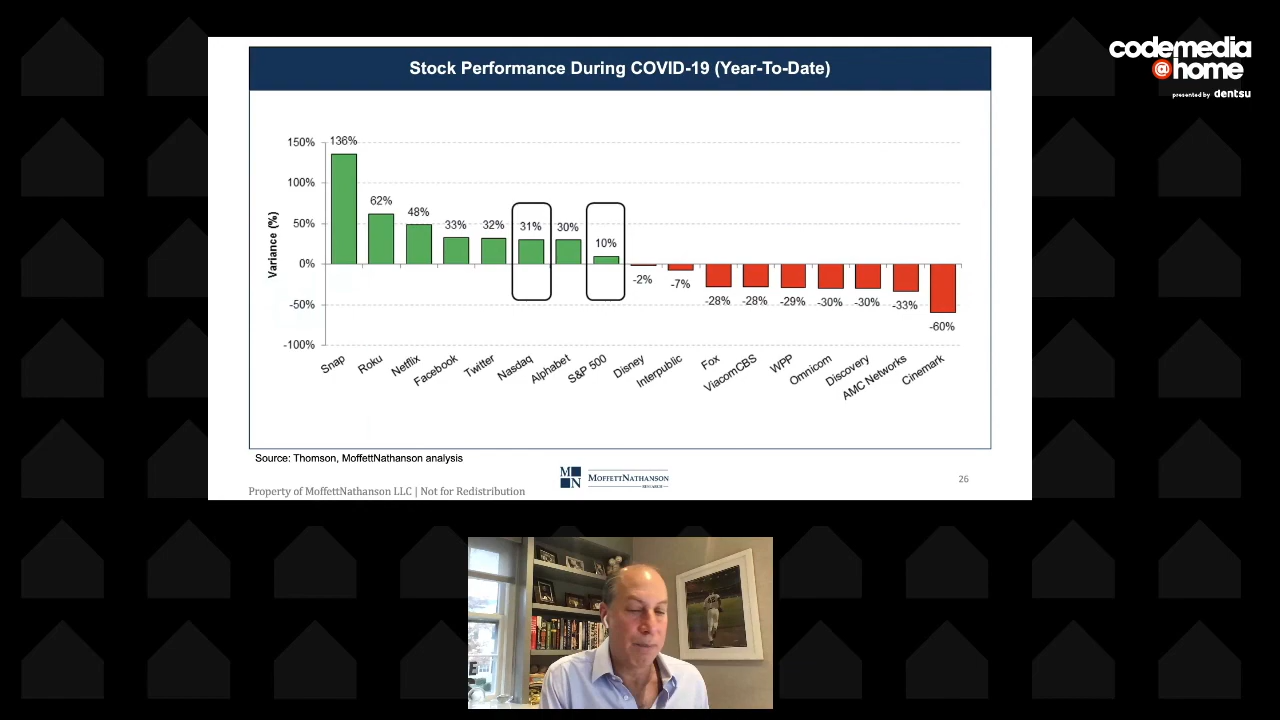 codemedia
@home
presented by dentsu
Stock Performance During COVID-19 (Year-To-Date)
Variance (%)
150%
100%
50%
0%
-50%
-100%
136%
62%
48%
33%
32%
31%
30%
10%
-2%
-7%
-28%
-28%
-29%
-30%
-30%
-33%
-60%
Snap
Roku
Netflix
Facebook
Twitter
Nasdaq
Alphabet
S&P 500
Disney
Interpublic
Fox
ViacomCBS
WPP
Omnicom
Discovery
AMC Networks
Cinemark
Source: Thomson, MoffettNathanson analysis
M
N
MOFFETTNATHANSON
RESEARCH
Property of MoffettNathanson LLC | Not for Redistribution
26